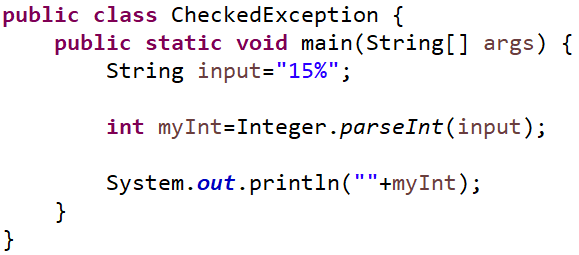 public class CheckedException {
public static void main(String[] args) {
String input="15%";
int myInt=Integer.parseInt(input);
System.out.println(""+myInt);
}
}